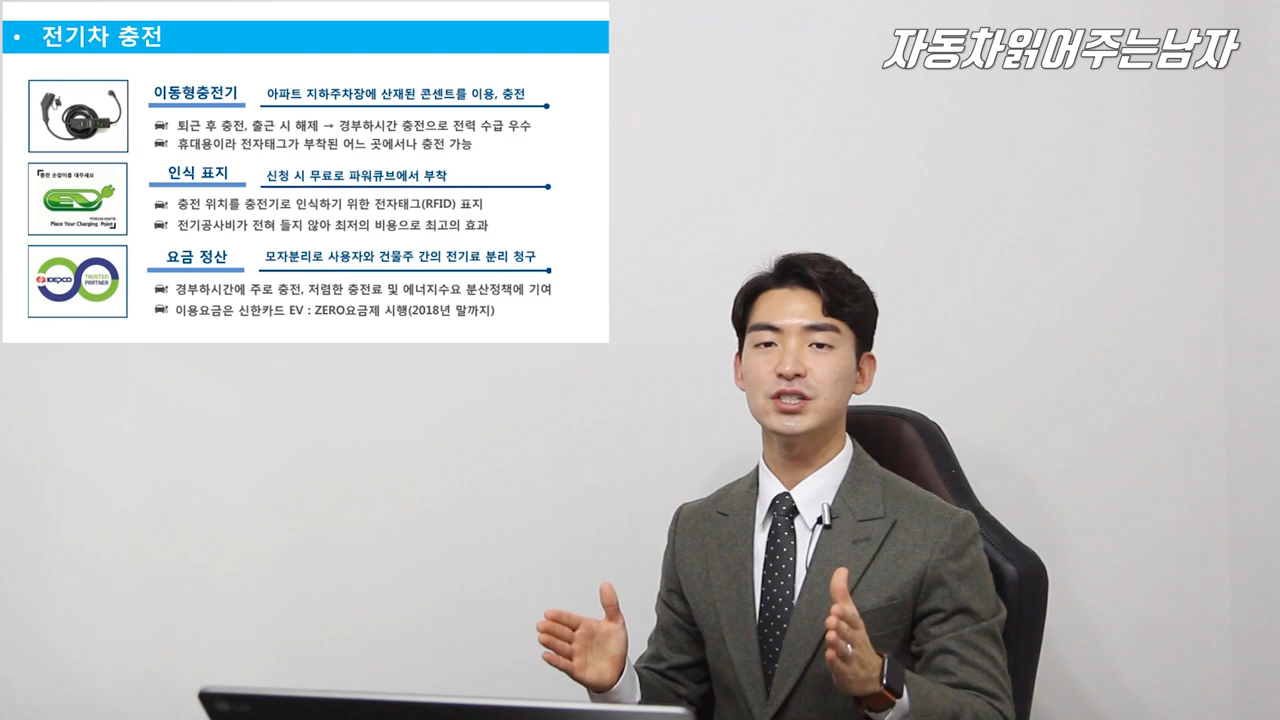 • 전기차 충전
자동차읽어주는남자
이동형충전기
아파트 지하주차장에 산재된 콘센트를 이용, 충전
퇴근 후 충전, 출근 시 해제 → 경부하시간 충전으로 전력 수급 우수
휴대용이라 전자태그가 부착된 어느 곳에서나 충전 가능
충전 손잡이를 대주세요
EV
Place Your Charging Point
인식 표지
신청 시 무료로 파워큐브에서 부착
충전 위치를 충전기로 인식하기 위한 전자태그(RFID) 표지
전기공사비가 전혀 들지 않아 최저의 비용으로 최고의 효과
KEPCO
TRUSTED
PARTNER
요금 정산
모자분리로 사용자와 건물주 간의 전기료 분리 청구
경부하시간에 주로 충전, 저렴한 충전료 및 에너지수요 분산정책에 기여
이용요금은 신한카드 EV : ZERO요금제 시행(2018년 말까지)
LG